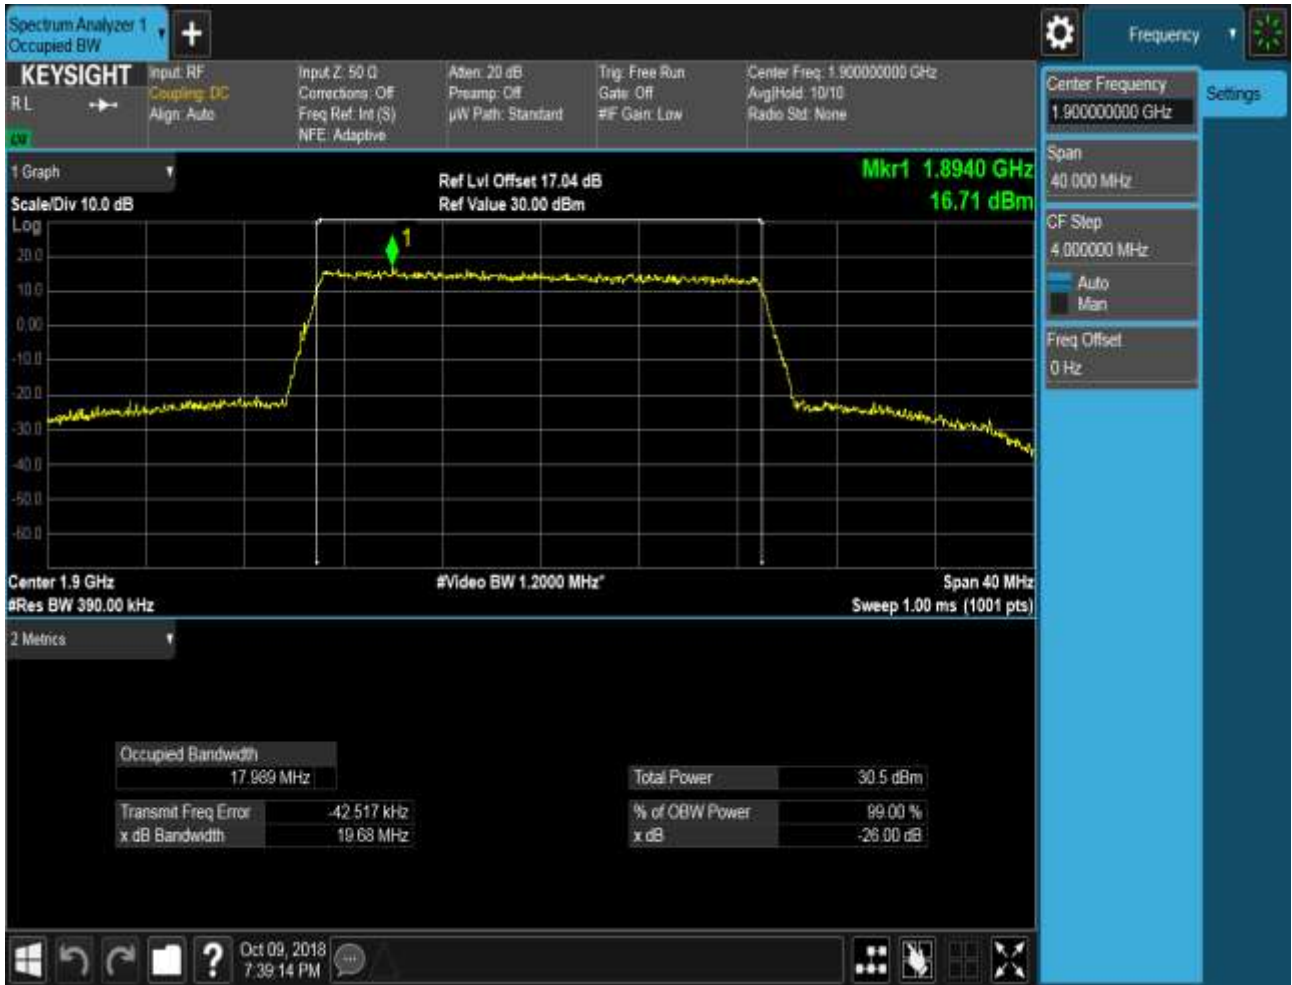 Spectrum Analyzer 1
Occupied BW
Frequency
KEYSIGHT
R L
Input: RF
Coupling: DC
Align: Auto
Input Z: 50 Ω
Corrections: Off
Freq Ref: Int (S)
NFE: Adaptive
Atten: 20 dB
Preamp: Off
µW Path: Standard
Trig: Free Run
Gate: Off
#IF Gain: Low
Center Freq: 1.900000000 GHz
Avg|Hold: 10/10
Radio Std: None
Center Frequency
1.900000000 GHz
Settings
Span
40.000 MHz
CF Step
4.000000 MHz
Auto
Man
Freq Offset
0 Hz
1 Graph
Scale/Div 10.0 dB
Ref Lvl Offset 17.04 dB
Ref Value 30.00 dBm
Mkr1 1.8940 GHz
16.71 dBm
Log
1
20.0
10.0
0.00
-10.0
-20.0
-30.0
-40.0
-50.0
-60.0
Center 1.9 GHz
#Res BW 390.00 kHz
#Video BW 1.2000 MHz*
Span 40 MHz
Sweep 1.00 ms (1001 pts)
2 Metrics
Occupied Bandwidth
17.989 MHz
Transmit Freq Error -42.517 kHz
x dB Bandwidth 19.68 MHz
Total Power 30.5 dBm
% of OBW Power 99.00 %
x dB -26.00 dB
?
Oct 09, 2018
7:39:14 PM